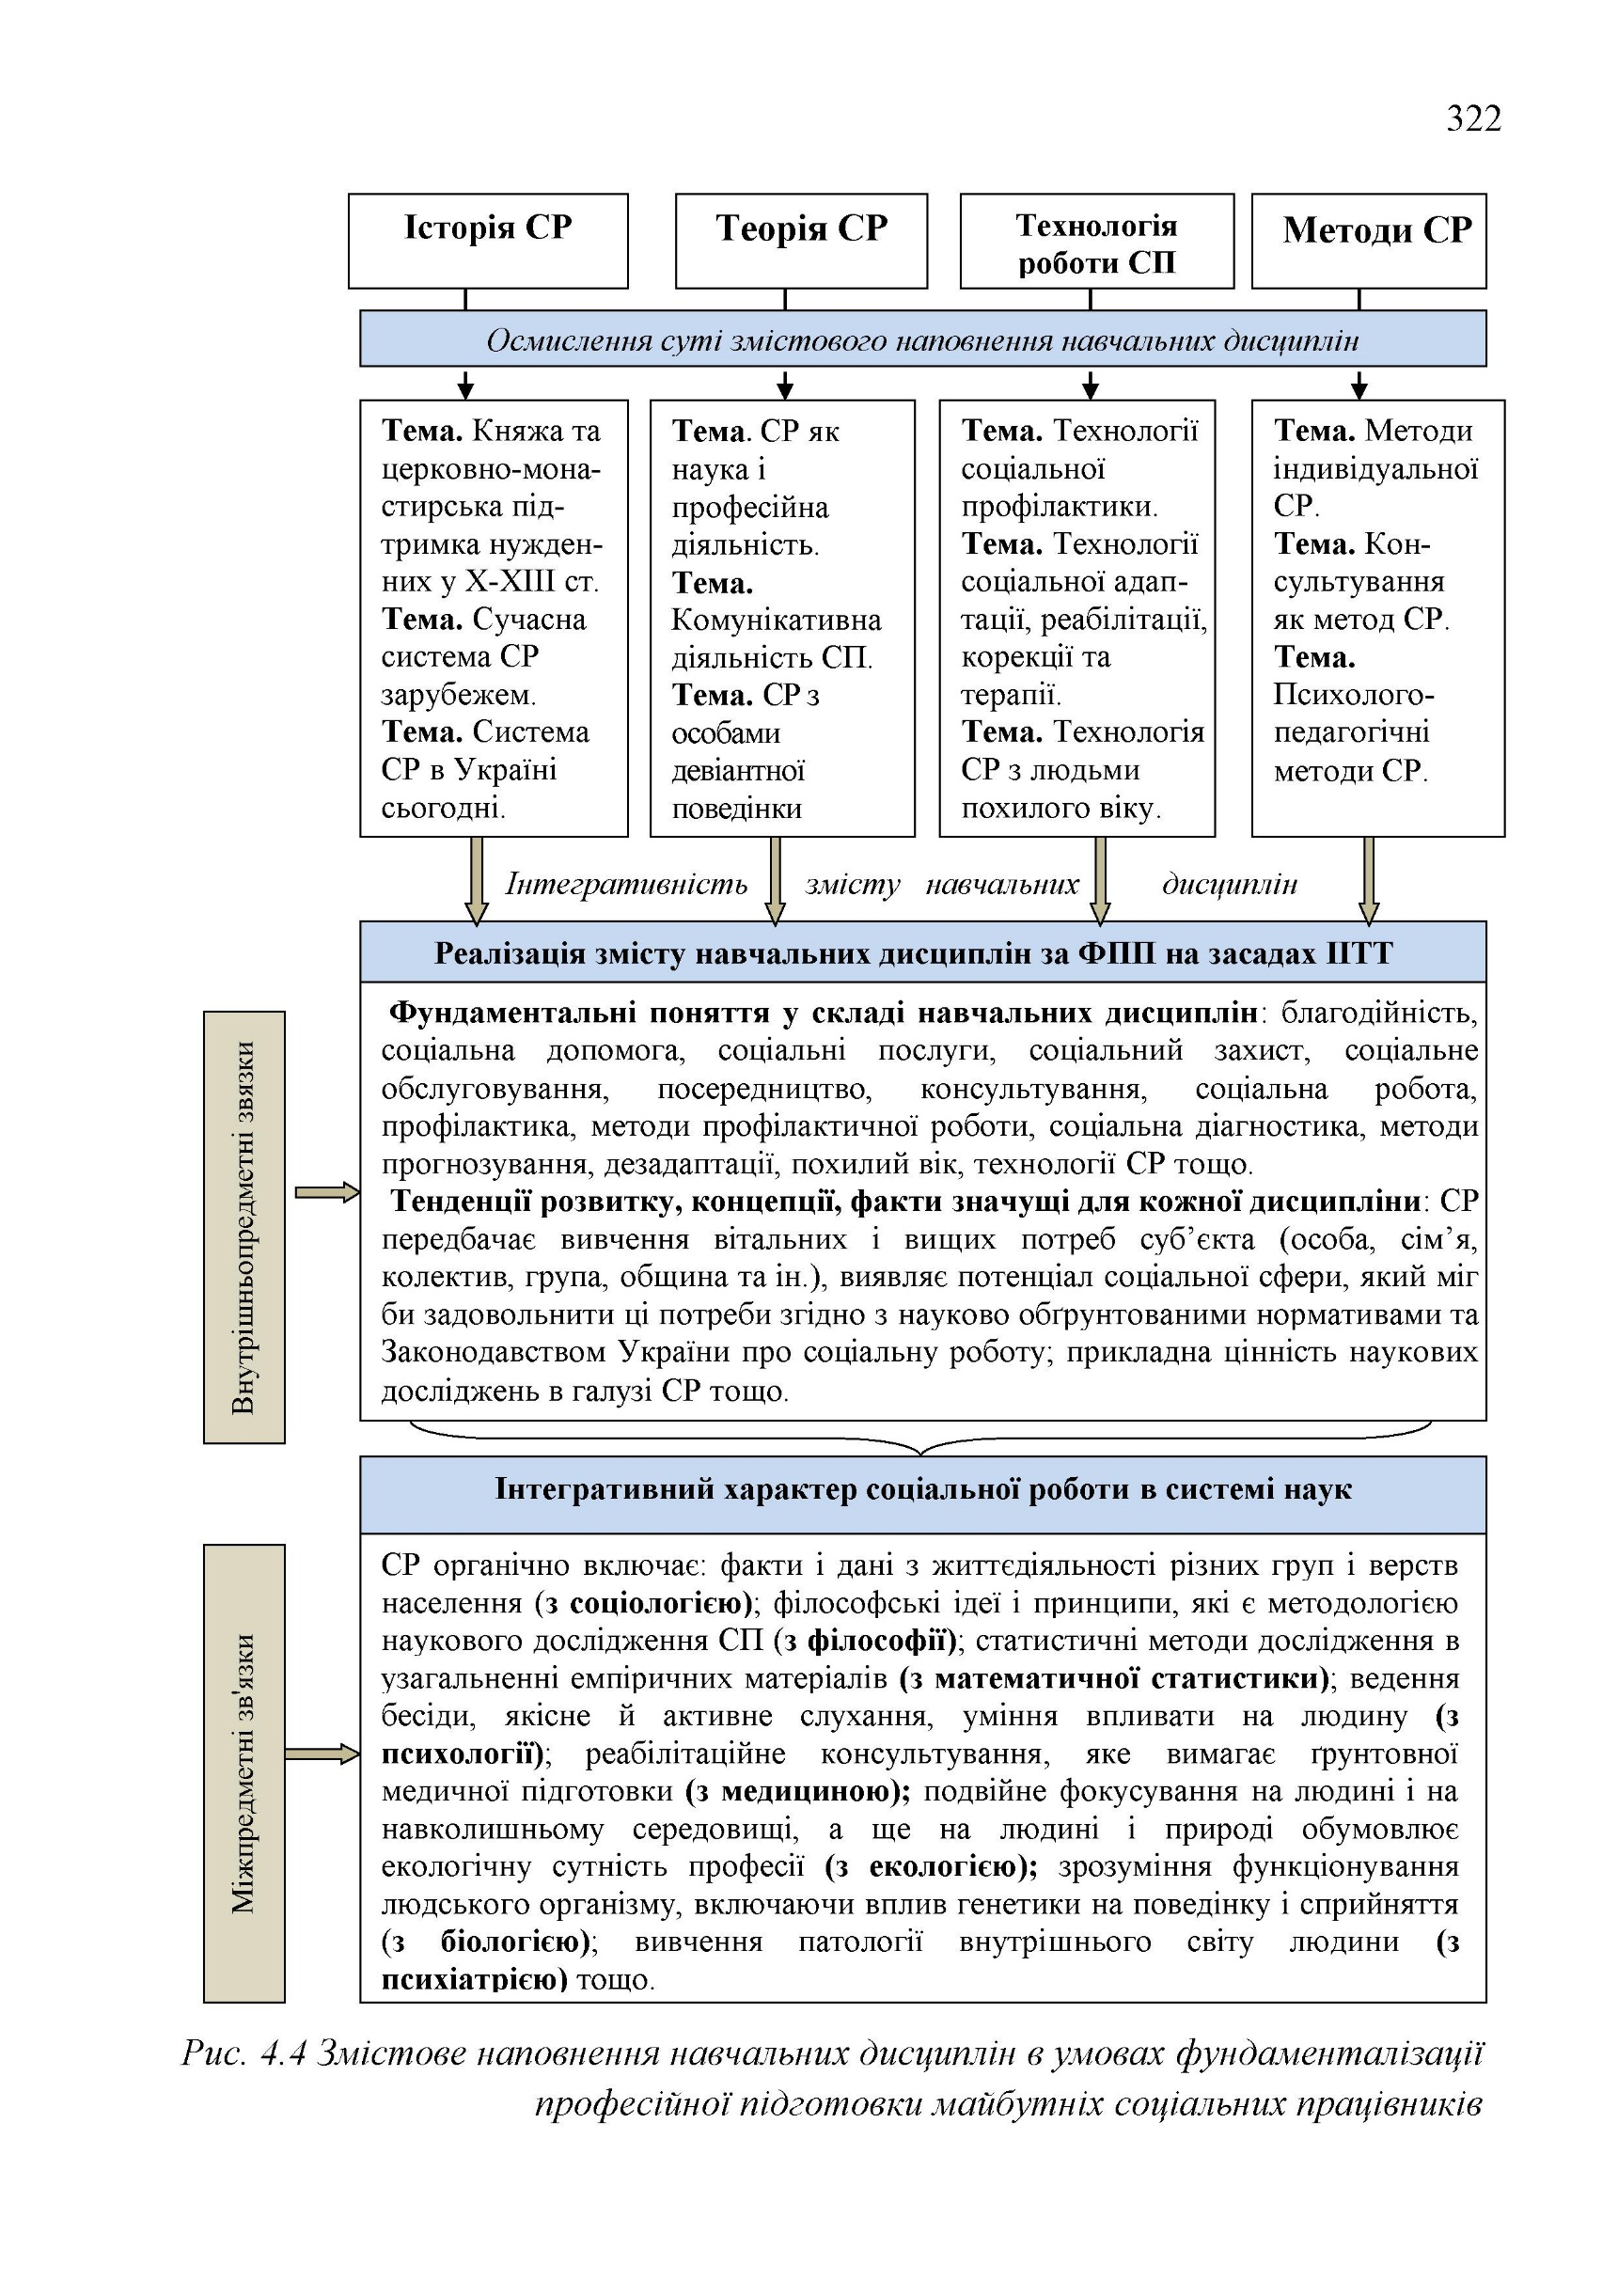 322
Історія СР
Теорія СР
Технологія
роботи СП
Методи СР
Осмислення суті змістового наповнення навчальних дисциплін
Тема. Княжа та
церковно-мона-
стирська під-
тримка нужден-
них у X-XIII ст.
Тема. Сучасна
система СР
зарубежем.
Тема. Система
СР в Україні
сьогодні.
Тема. СР як
наука і
професійна
діяльність.
Тема.
Комунікативна
діяльність СП.
Тема. СР з
особами
девіантної
поведінки
Тема. Технології
соціальної
профілактики.
Тема. Технології
соціальної адап-
тації, реабілітації,
корекції та
терапії.
Тема. Технологія
СР з людьми
похилого віку.
Тема. Методи
індивідуальної
СР.
Тема. Кон-
сультування
як метод СР.
Тема.
Психолого-
педагогічні
методи СР.
Інтегративність змісту навчальних дисциплін
Реалізація змісту навчальних дисциплін за ФПП на засадах ІІТТ
Внутрішньопредметні звязки
Фундаментальні поняття у складі навчальних дисциплін: благодійність,
соціальна допомога, соціальні послуги, соціальний захист, соціальне
обслуговування, посередництво, консультування, соціальна робота,
профілактика, методи профілактичної роботи, соціальна діагностика, методи
прогнозування, дезадаптації, похилий вік, технології СР тощо.
Тенденції розвитку, концепції, факти значущі для кожної дисципліни: СР
передбачає вивчення вітальних і вищих потреб суб’єкта (особа, сім’я,
колектив, група, община та ін.), виявляє потенціал соціальної сфери, який міг
би задовольнити ці потреби згідно з науково обґрунтованими нормативами та
Законодавством України про соціальну роботу; прикладна цінність наукових
досліджень в галузі СР тощо.
Інтегративний характер соціальної роботи в системі наук
Міжпредметні зв'язки
СР органічно включає: факти і дані з життєдіяльності різних груп і верств
населення (з соціологією); філософські ідеї і принципи, які є методологією
наукового дослідження СП (з філософії); статистичні методи дослідження в
узагальненні емпіричних матеріалів (з математичної статистики); ведення
бесіди, якісне й активне слухання, уміння впливати на людину (з
психології); реабілітаційне консультування, яке вимагає ґрунтовної
медичної підготовки (з медициною); подвійне фокусування на людині і на
навколишньому середовищі, а ще на людині і природі обумовлює
екологічну сутність професії (з екологією); зрозуміння функціонування
людського організму, включаючи вплив генетики на поведінку і сприйняття
(з біологією); вивчення патології внутрішнього світу людини (з
психіатрією) тощо.
Рис. 4.4 Змістове наповнення навчальних дисциплін в умовах фундаменталізації
професійної підготовки майбутніх соціальних працівників